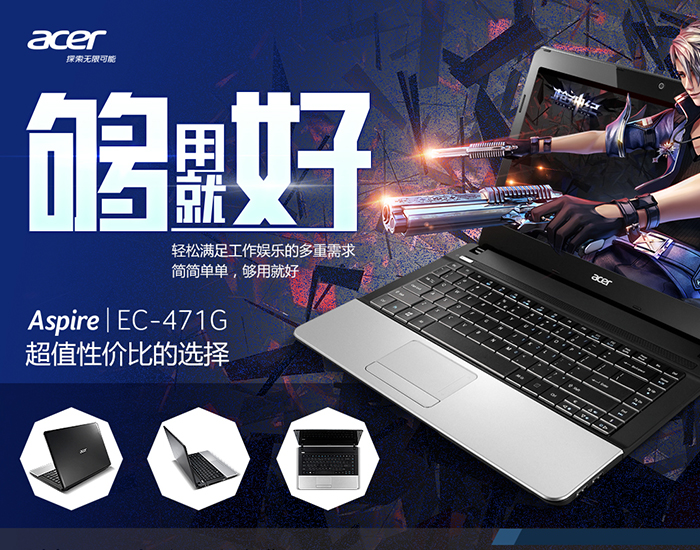 acer
探索无限可能
够用就好
轻松满足工作娱乐的多重需求
简简单单，够用就好
Aspire | EC-471G
超值性价比的选择
acer